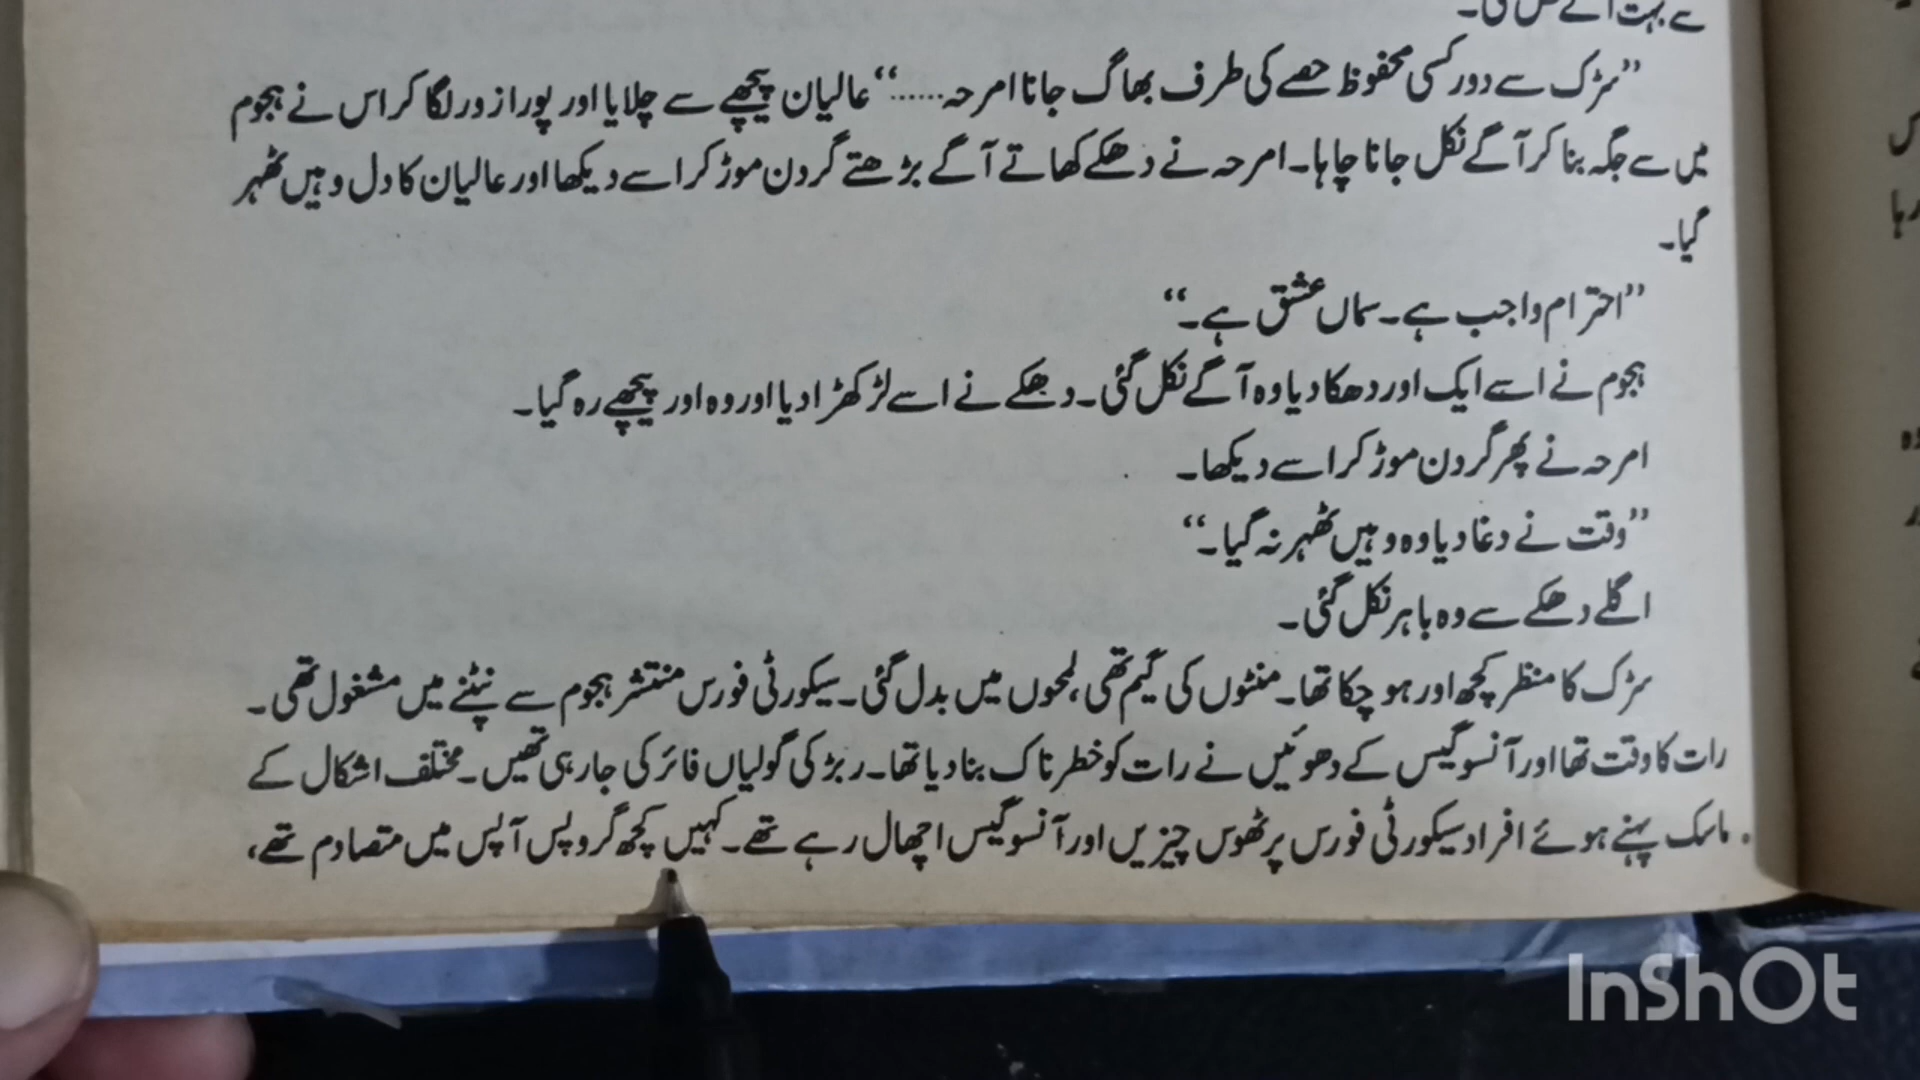 سے بہت آگے نکل گئی۔
”سڑک سے دور کسی محفوظ حصے کی طرف بھاگ جانا امرحہ......“ عالیان پیچھے سے چلایا اور پورا زور لگا کر اس نے ہجوم
میں سے جگہ بنا کر آگے نکل جانا چاہا۔ امرحہ نے دھکے کھاتے آگے بڑھتے گردن موڑ کر اسے دیکھا اور عالیان کا دل وہیں ٹھہر
گیا۔
”احترام واجب ہے۔ سماں عشق ہے۔“
ہجوم نے اسے ایک اور دھکا دیا وہ آگے نکل گئی۔ دھکے نے اسے لڑکھڑا دیا اور وہ اور پیچھے رہ گیا۔
امرحہ نے پھر گردن موڑ کر اسے دیکھا۔
”وقت نے دغا دیا وہ وہیں ٹھہر نہ گیا۔“
اگلے دھکے سے وہ باہر نکل گئی۔
سڑک کا منظر کچھ اور ہو چکا تھا۔ منٹوں کی گیم تھی، لمحوں میں بدل گئی۔ سیکورٹی فورس منتشر ہجوم سے نپٹنے میں مشغول تھی۔
رات کا وقت تھا اور آنسو گیس کے دھوئیں نے رات کو خطرناک بنا دیا تھا۔ ربڑ کی گولیاں فائر کی جا رہی تھیں۔ مختلف اشکال کے
ماسک پہنے ہوئے افراد سیکورٹی فورس پر ٹھوس چیزیں اور آنسو گیس اچھال رہے تھے۔ کہیں کچھ گروپس آپس میں متصادم تھے،
س
رہا
InShOt